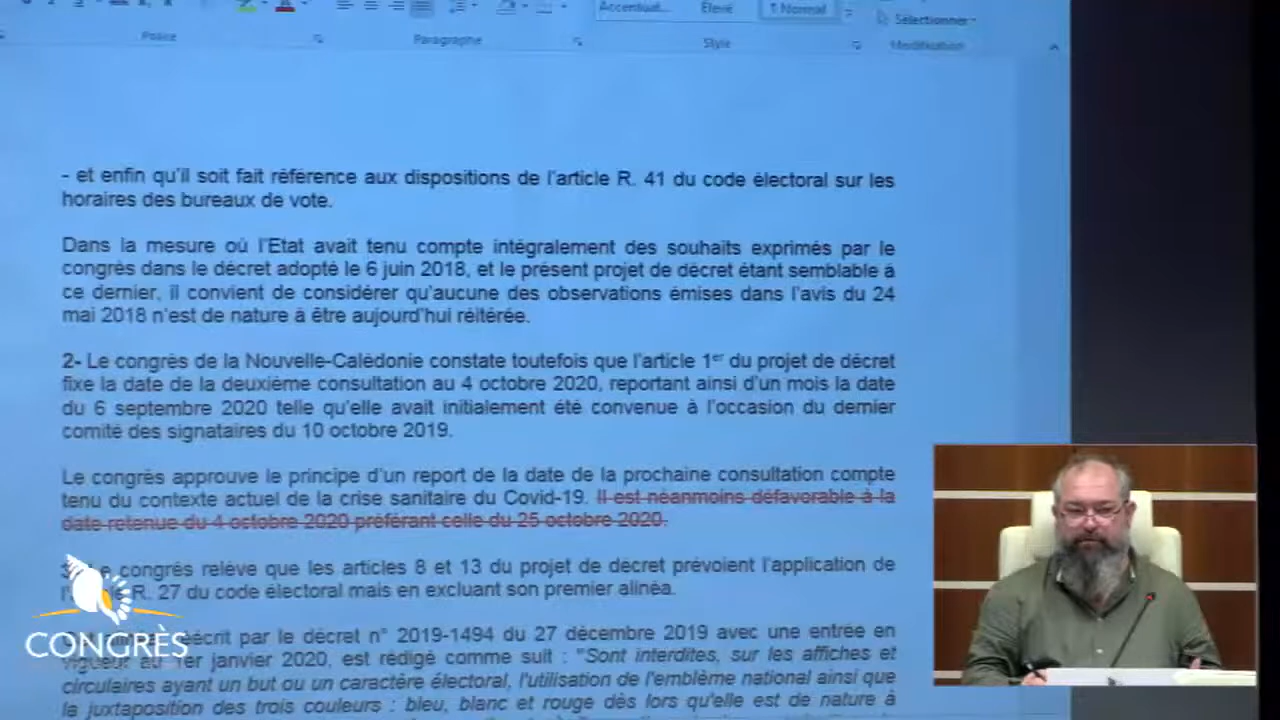 Accentuat...
Élevé
¶ Normal
Sélectionner
Police
Paragraphe
Style
Modification
- et enfin qu'il soit fait référence aux dispositions de l'article R. 41 du code électoral sur les
horaires des bureaux de vote.
Dans la mesure où l'Etat avait tenu compte intégralement des souhaits exprimés par le
congrès dans le décret adopté le 6 juin 2018, et le présent projet de décret étant semblable à
ce dernier, il convient de considérer qu'aucune des observations émises dans l'avis du 24
mai 2018 n'est de nature à être aujourd'hui réitérée.
2- Le congrès de la Nouvelle-Calédonie constate toutefois que l'article 1er du projet de décret
fixe la date de la deuxième consultation au 4 octobre 2020, reportant ainsi d'un mois la date
du 6 septembre 2020 telle qu'elle avait initialement été convenue à l'occasion du dernier
comité des signataires du 10 octobre 2019.
Le congrès approuve le principe d'un report de la date de la prochaine consultation compte
tenu du contexte actuel de la crise sanitaire du Covid-19. Il est néanmoins défavorable à la
date retenue du 4 octobre 2020 préférant celle du 25 octobre 2020.
congrès relève que les articles 8 et 13 du projet de décret prévoient l'application de
R. 27 du code électoral mais en excluant son premier alinéa.
CONGRÈS
réécrit par le décret n° 2019-1494 du 27 décembre 2019 avec une entrée en
vigueur au 1er janvier 2020, est rédigé comme suit : "Sont interdites, sur les affiches et
circulaires ayant un but ou un caractère électoral, l'utilisation de l'emblème national ainsi que
la juxtaposition des trois couleurs : bleu, blanc et rouge dès lors qu'elle est de nature à